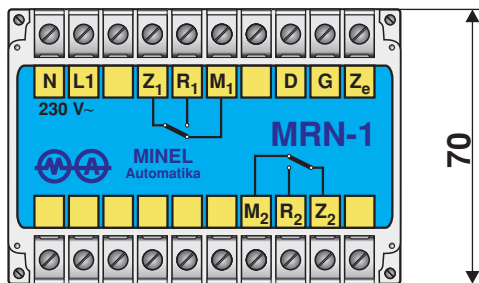 N L1 Z1 R1 M1 D G Ze
230 V~
MRN-1
MINEL
Automatika
M2 R2 Z2
70